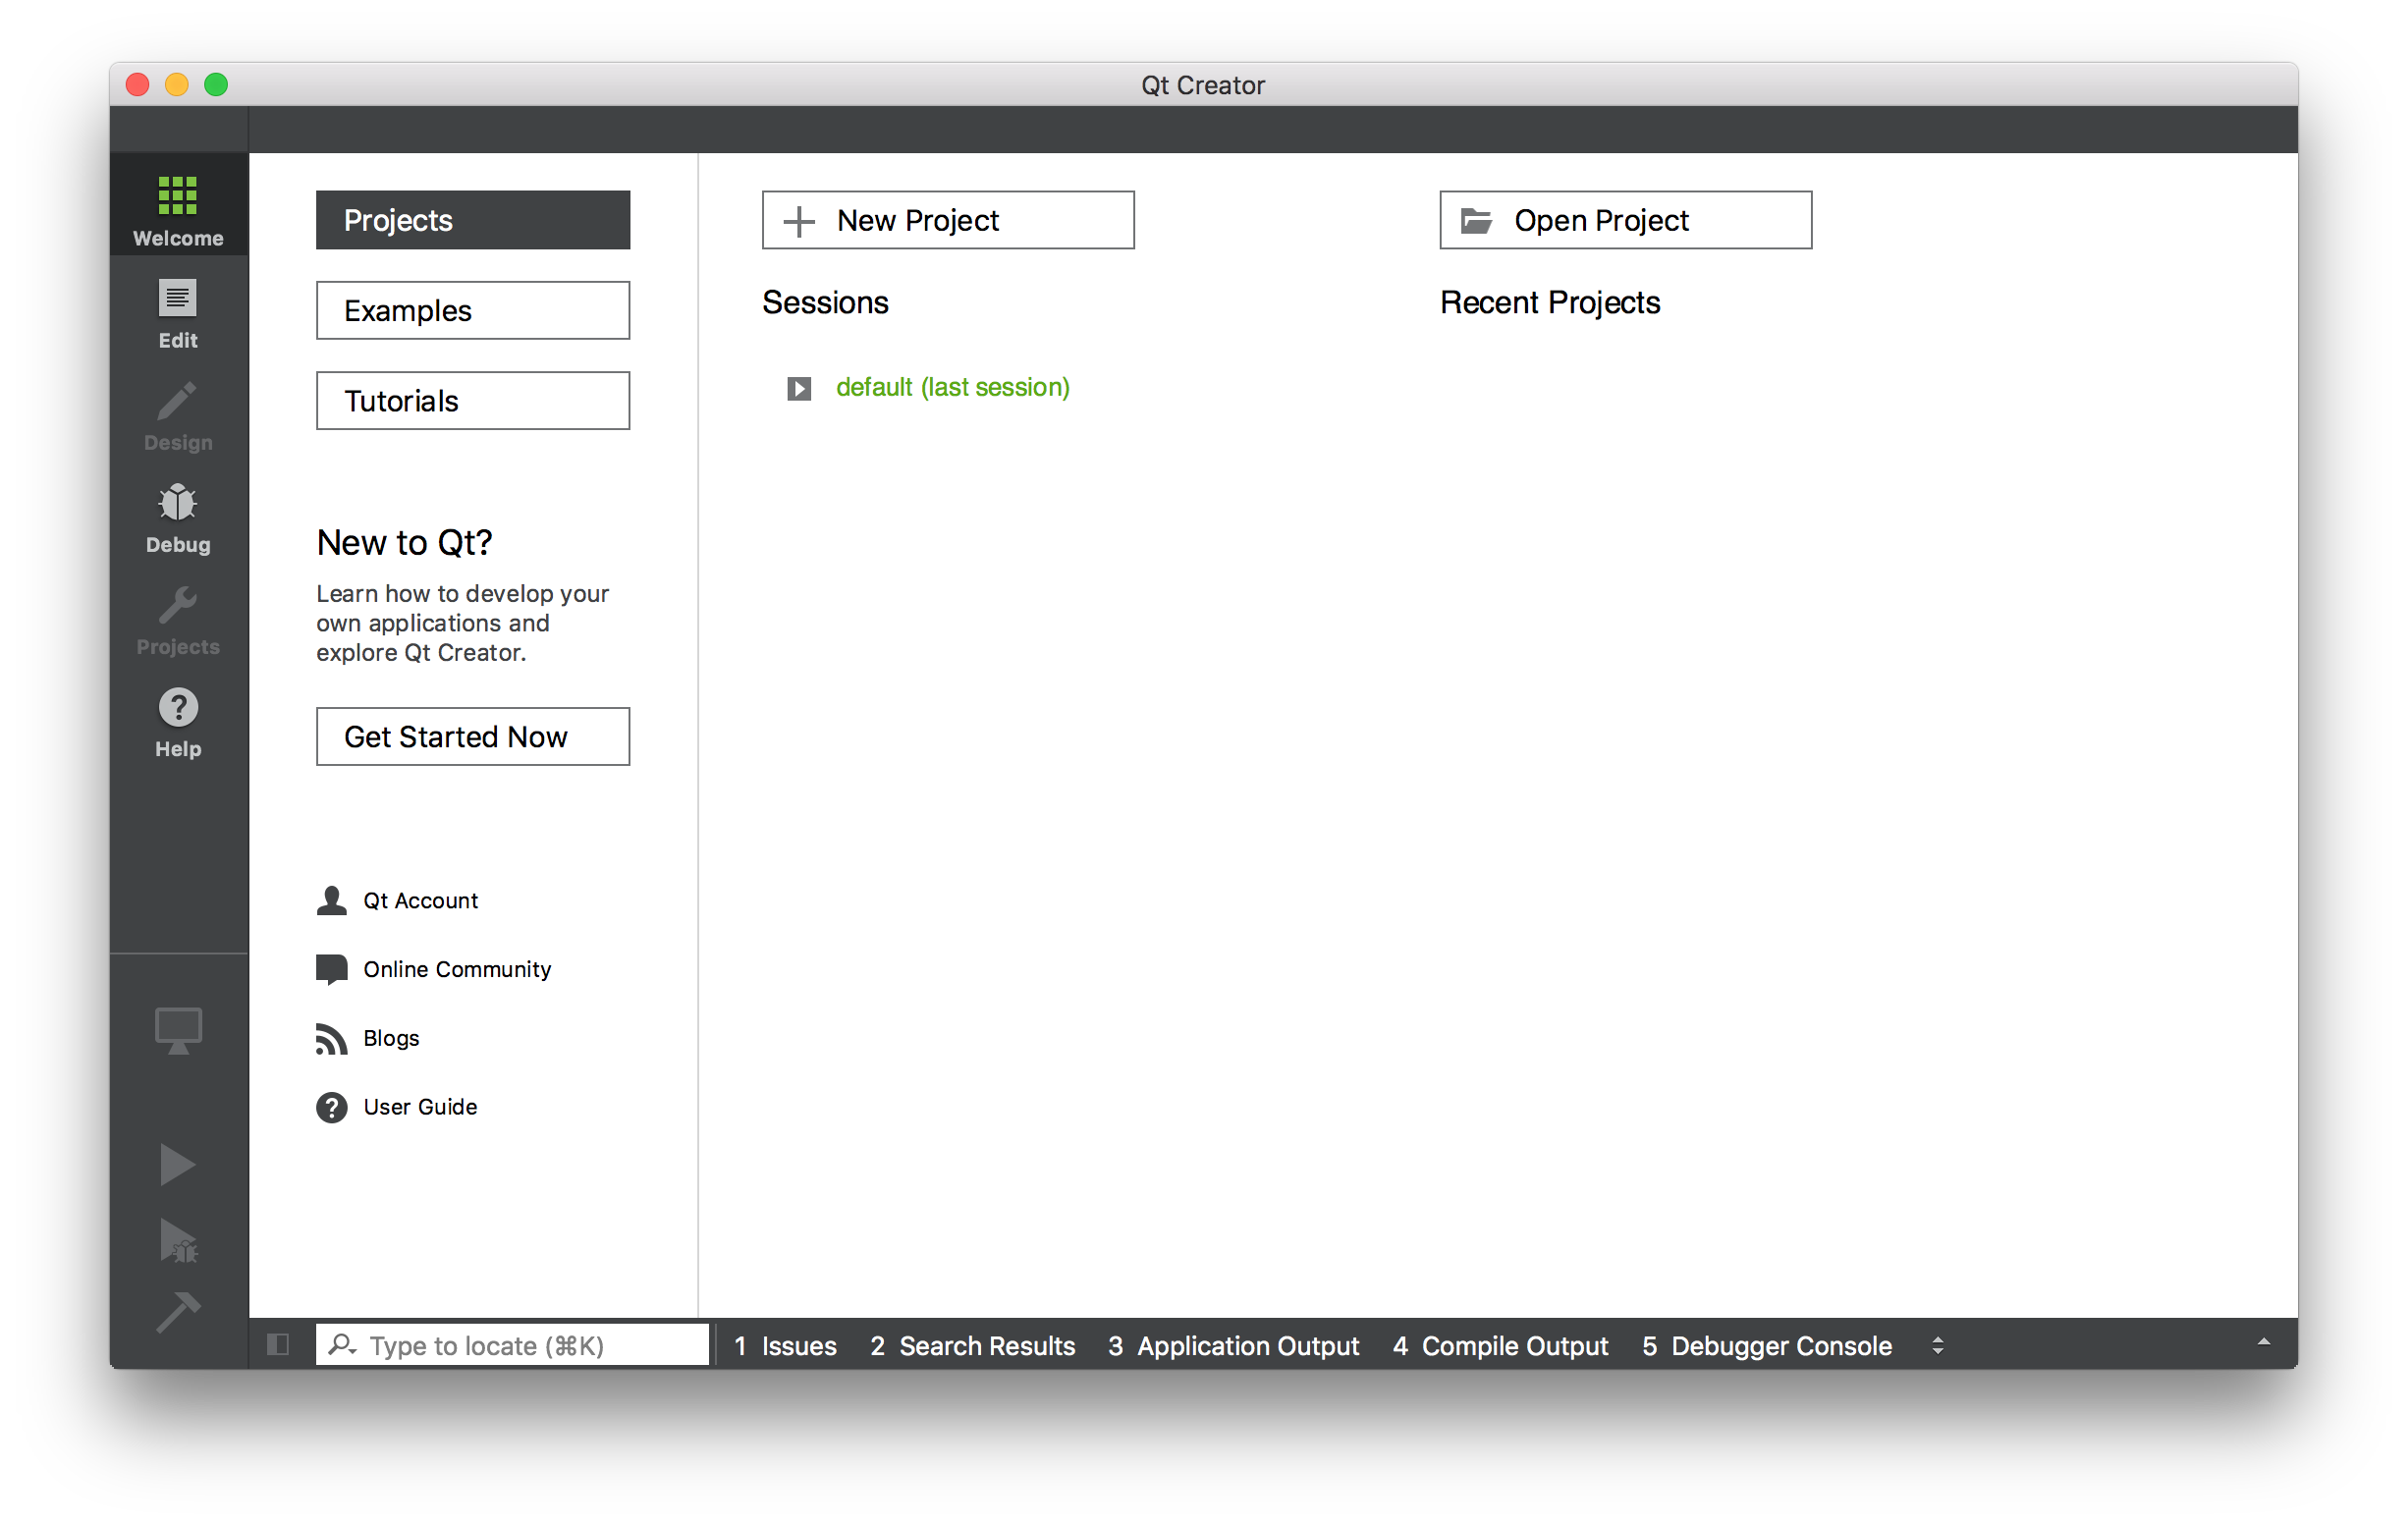 Qt Creator
Welcome
Edit
Design
Debug
Projects
Help
Projects
Examples
Tutorials
New to Qt?
Learn how to develop your
own applications and
explore Qt Creator.
Get Started Now
Qt Account
Online Community
Blogs
User Guide
New Project
Sessions
default (last session)
Open Project
Recent Projects
Type to locate (⌘K)
1 Issues 2 Search Results 3 Application Output 4 Compile Output 5 Debugger Console